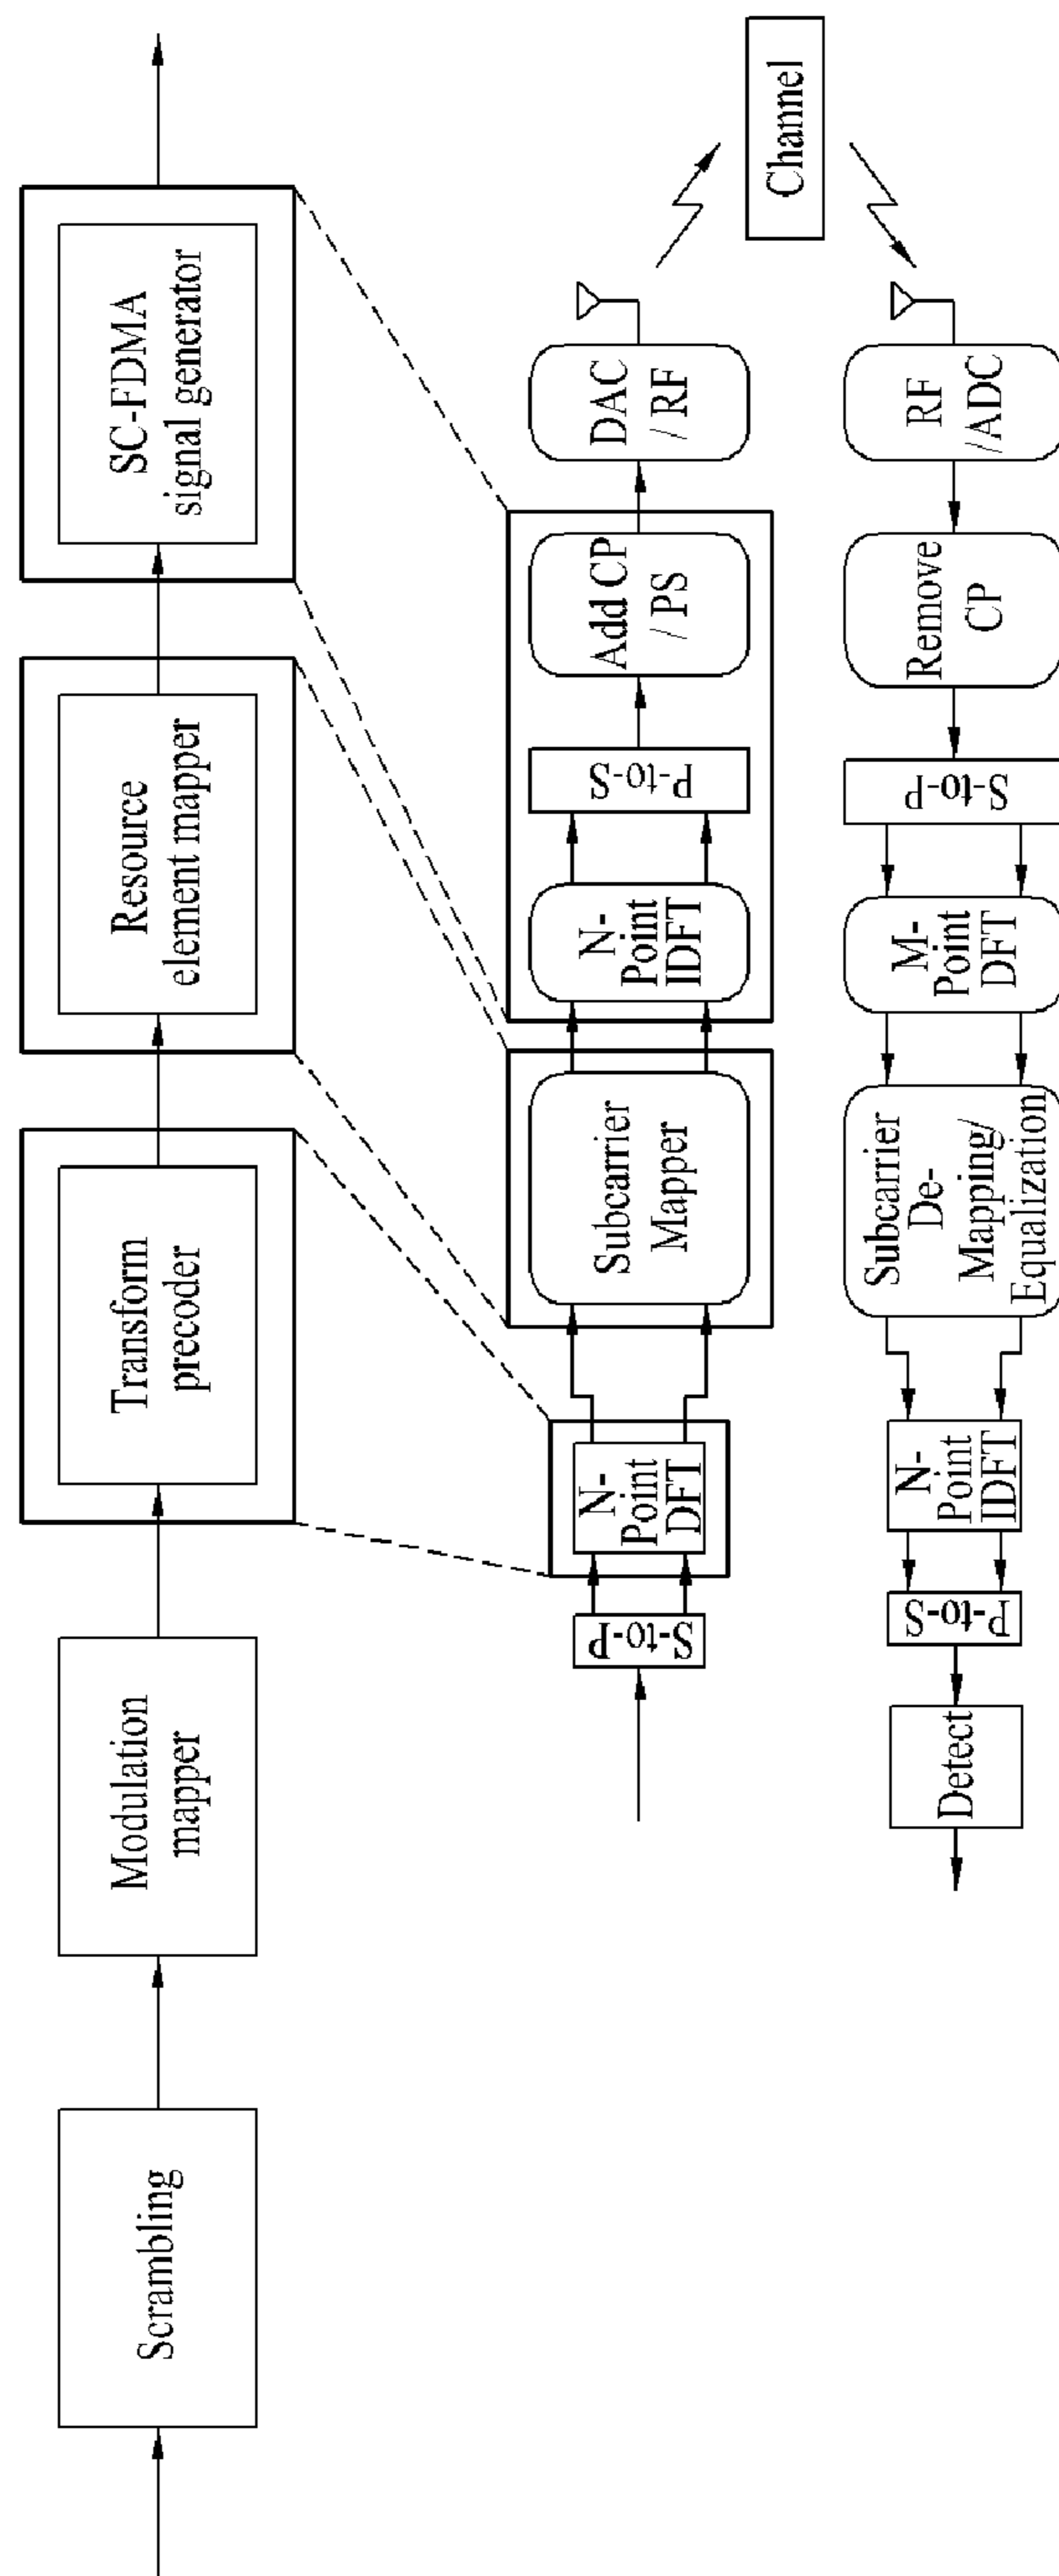 Scrambling
Modulation
mapper
Transform
precoder
Resource
element mapper
SC-FDMA
signal generator
S-to-P
N-
Point
DFT
Subcarrier
Mapper
N-
Point
IDFT
P-to-S
Add CP
/ PS
DAC
/ RF
Channel
Detect
P-to-S
N-
Point
IDFT
Subcarrier
De-
Mapping/
Equalization
M-
Point
DFT
S-to-P
Remove
CP
RF
/ADC